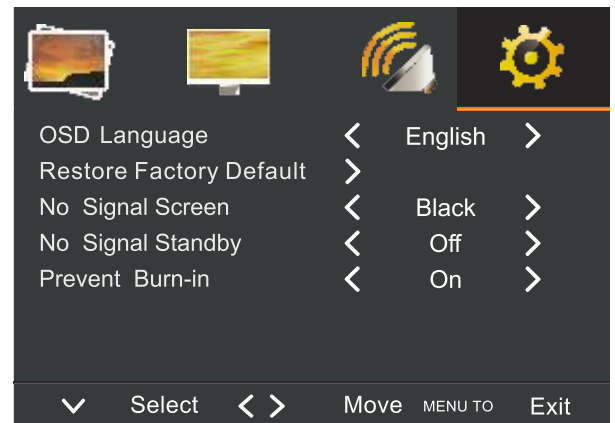 OSD Language English
Restore Factory Default
No Signal Screen Black
No Signal Standby Off
Prevent Burn-in On
Select Move MENU TO Exit